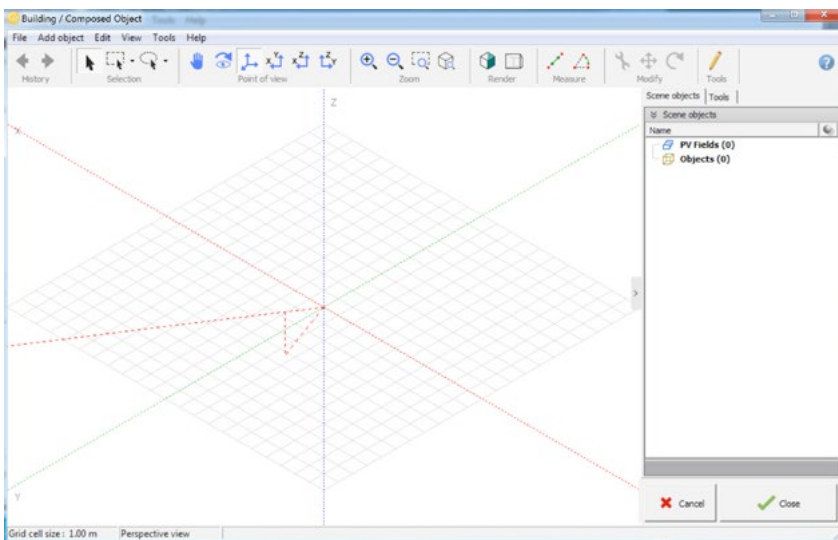 Building / Composed Object
File Add object Edit View Tools Help
History Selection Point of view Zoom Render Measure Modify Tools
Scene objects Tools
Scene objects
Name
PV Fields (0)
Objects (0)
X
Z
Y
Cancel Close
Grid cell size : 1.00 m Perspective view